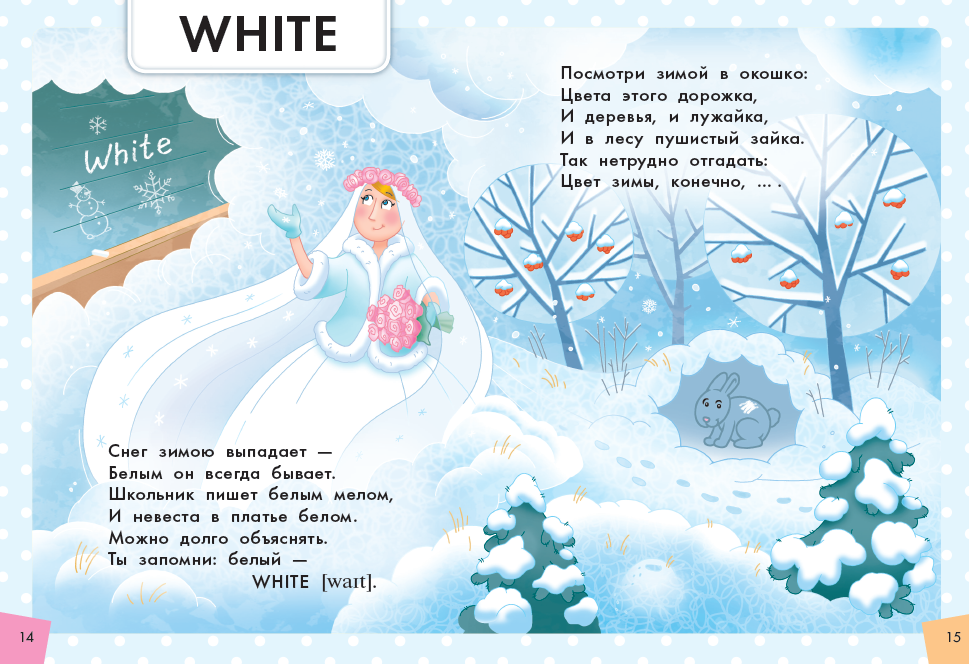 WHITE
White
Посмотри зимой в окошко:
Цвета этого дорожка,
И деревья, и лужайка,
И в лесу пушистый зайка.
Так нетрудно отгадать:
Цвет зимы, конечно, ... .
Снег зимою выпадает —
Белым он всегда бывает.
Школьник пишет белым мелом,
И невеста в платье белом.
Можно долго объяснять.
Ты запомни: белый —
WHITE [waɪt].
14
15